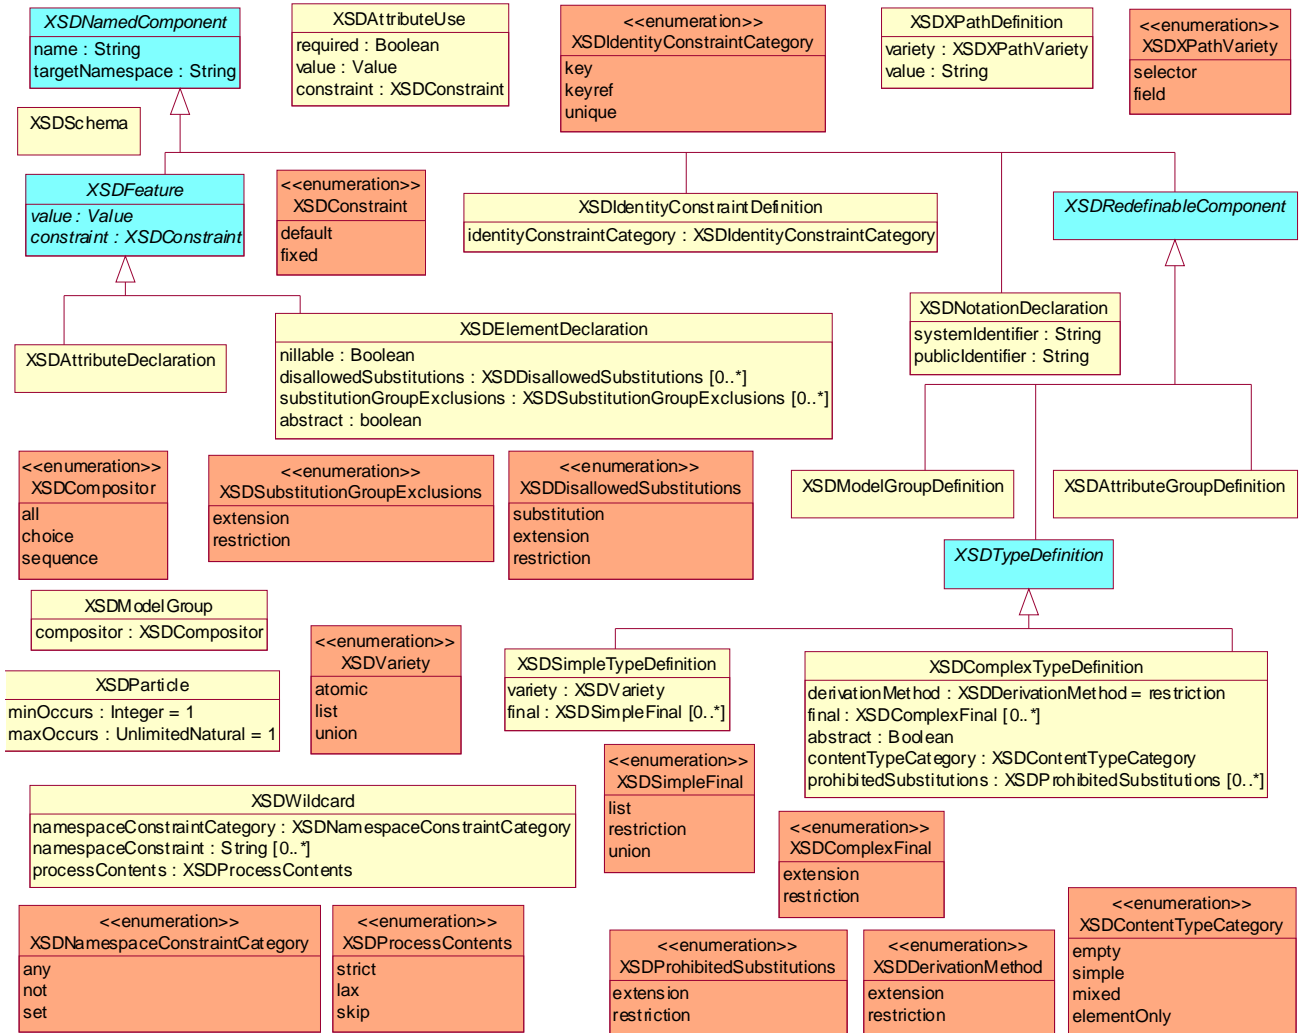 XSDNamedComponent
name : String
targetNamespace : String
XSDAttributeUse
required : Boolean
value : Value
constraint : XSDConstraint
<<enumeration>>
XSDIdentityConstraintCategory
key
keyref
unique
XSDXPathDefinition
variety : XSDXPathVariety
value : String
<<enumeration>>
XSDXPathVariety
selector
field
XSDSchema
XSDFeature
value : Value
constraint : XSDConstraint
<<enumeration>>
XSDConstraint
default
fixed
XSDIdentityConstraintDefinition
identityConstraintCategory : XSDIdentityConstraintCategory
XSDRedefinableComponent
XSDNotationDeclaration
systemIdentifier : String
publicIdentifier : String
XSDAttributeDeclaration
XSDElementDeclaration
nillable : Boolean
disallowedSubstitutions : XSDDisallowedSubstitutions [0..*]
substitutionGroupExclusions : XSDSubstitutionGroupExclusions [0..*]
abstract : boolean
<<enumeration>>
XSDCompositor
all
choice
sequence
<<enumeration>>
XSDSubstitutionGroupExclusions
extension
restriction
<<enumeration>>
XSDDisallowedSubstitutions
substitution
extension
restriction
XSDModelGroupDefinition
XSDAttributeGroupDefinition
XSDTypeDefinition
XSDModelGroup
compositor : XSDCompositor
<<enumeration>>
XSDVariety
atomic
list
union
XSDSimpleTypeDefinition
variety : XSDVariety
final : XSDSimpleFinal [0..*]
XSDComplexTypeDefinition
derivationMethod : XSDDerivationMethod = restriction
final : XSDComplexFinal [0..*]
abstract : Boolean
contentTypeCategory : XSDContentTypeCategory
prohibitedSubstitutions : XSDProhibitedSubstitutions [0..*]
XSDParticle
minOccurs : Integer = 1
maxOccurs : UnlimitedNatural = 1
<<enumeration>>
XSDSimpleFinal
list
restriction
union
XSDWildcard
namespaceConstraintCategory : XSDNamespaceConstraintCategory
namespaceConstraint : String [0..*]
processContents : XSDProcessContents
<<enumeration>>
XSDComplexFinal
extension
restriction
<<enumeration>>
XSDNamespaceConstraintCategory
any
not
set
<<enumeration>>
XSDProcessContents
strict
lax
skip
<<enumeration>>
XSDProhibitedSubstitutions
extension
restriction
<<enumeration>>
XSDDerivationMethod
extension
restriction
<<enumeration>>
XSDContentTypeCategory
empty
simple
mixed
elementOnly